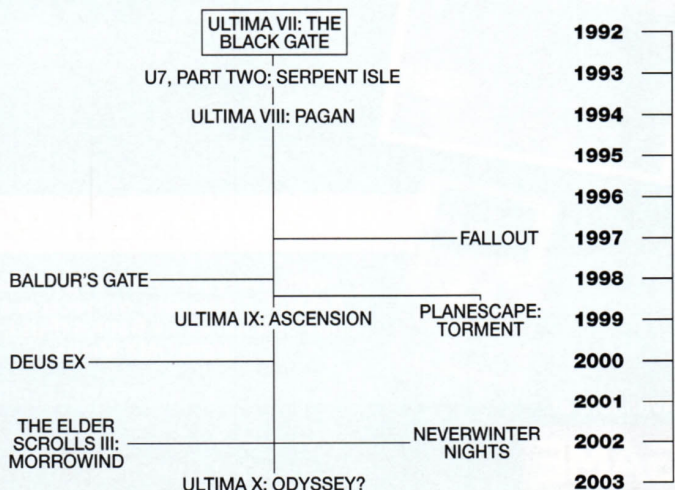 ULTIMA VII: THE
BLACK GATE
1992
U7, PART TWO: SERPENT ISLE
1993
ULTIMA VIII: PAGAN
1994
1995
1996
FALLOUT
1997
BALDUR'S GATE
1998
ULTIMA IX: ASCENSION
PLANESCAPE:
TORMENT
1999
DEUS EX
2000
2001
THE ELDER
SCROLLS III:
MORROWIND
NEVERWINTER
NIGHTS
2002
ULTIMA X: ODYSSEY?
2003